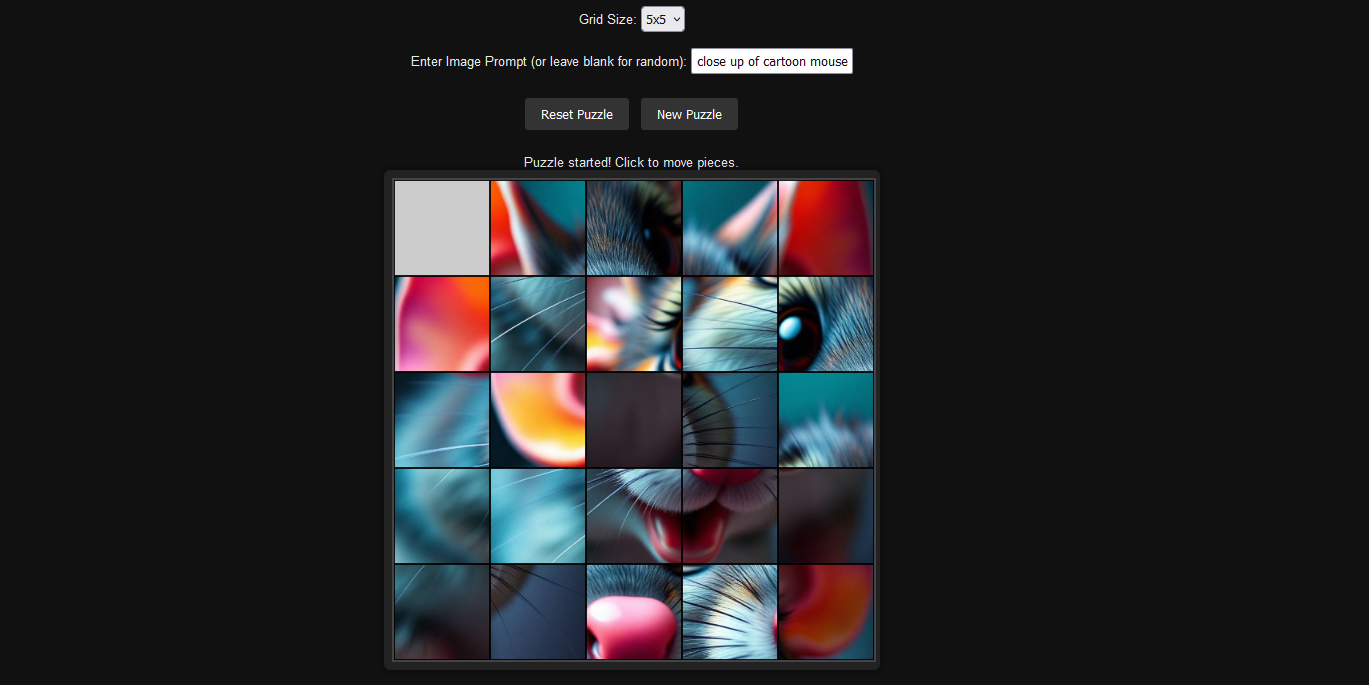 Grid Size: 5x5
Enter Image Prompt (or leave blank for random): close up of cartoon mouse
Reset Puzzle New Puzzle
Puzzle started! Click to move pieces.